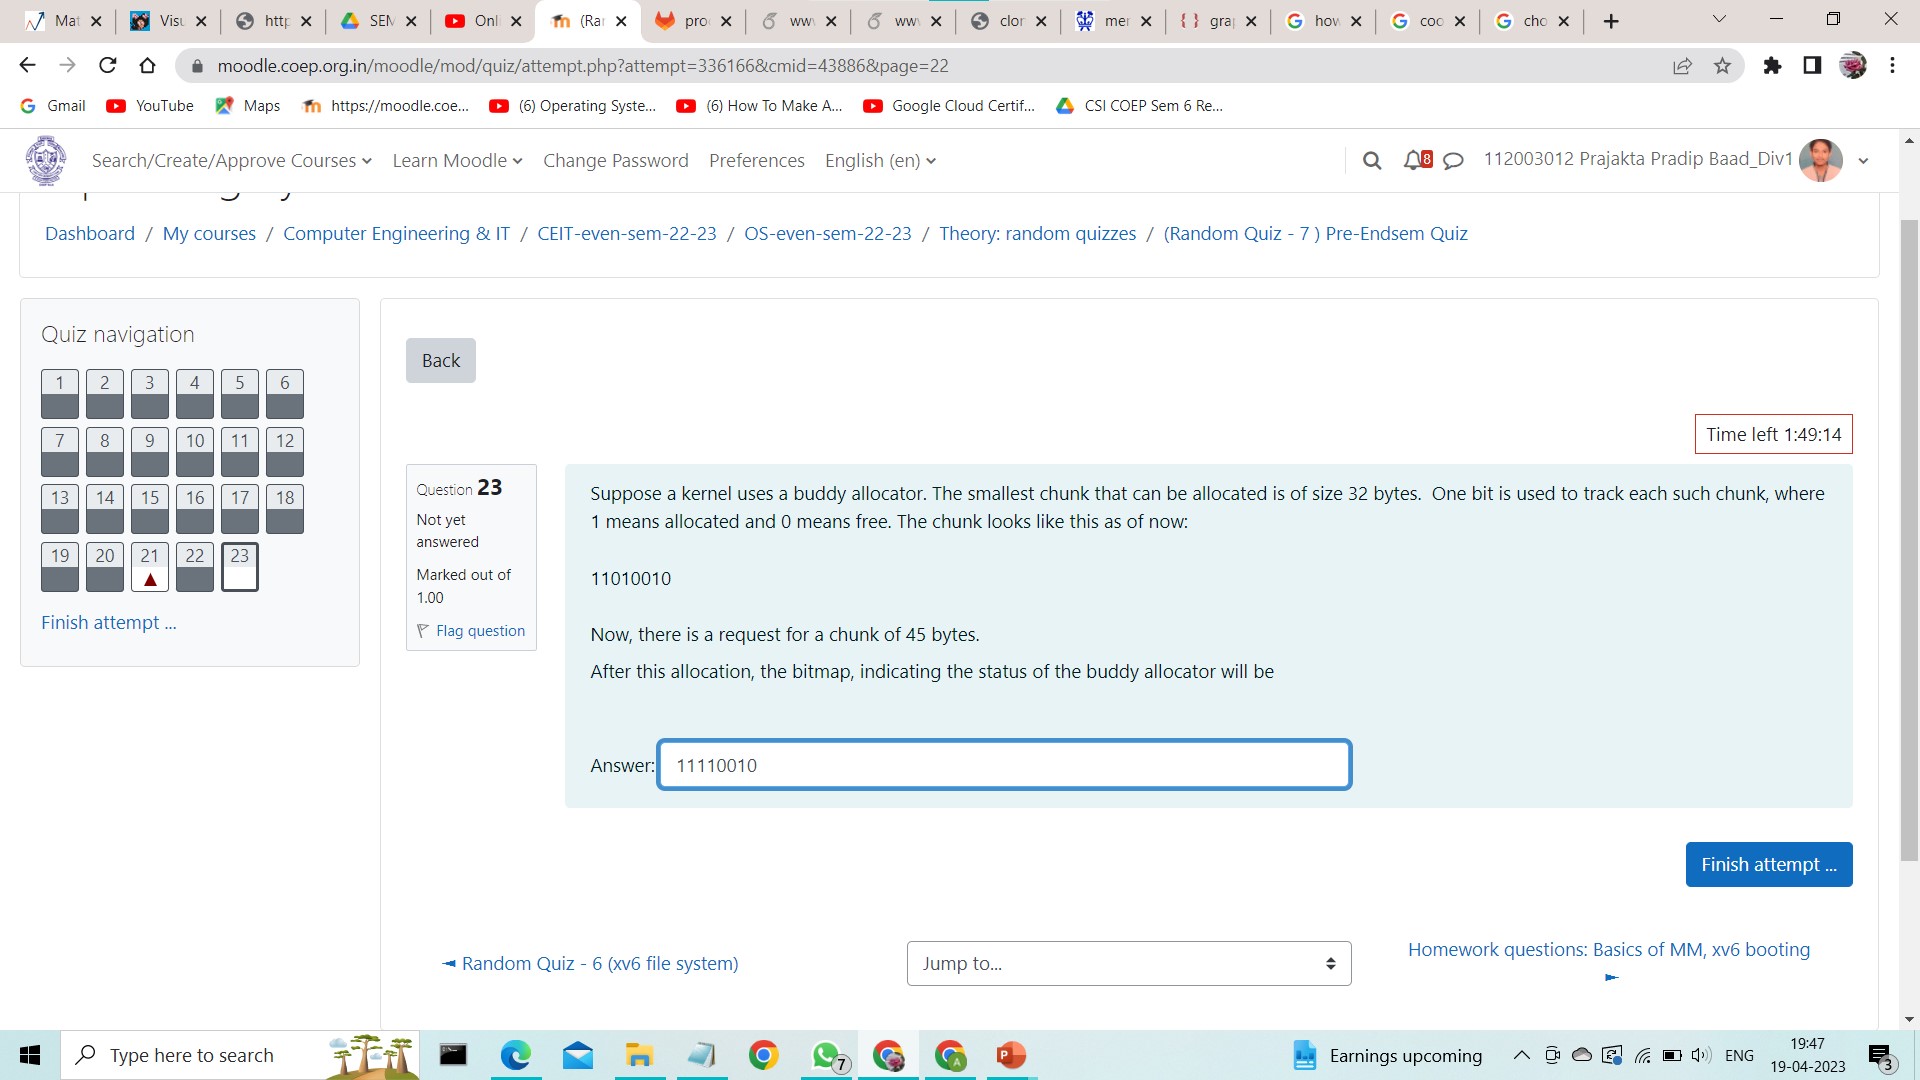 Mat
Visu
http
SEM
Onli
(Rar
pro
ww
ww
clor
mer
{ } gra
how
coo
cho
moodle.coep.org.in/moodle/mod/quiz/attempt.php?attempt=336166&cmid=43886&page=22
Gmail
YouTube
Maps
https://moodle.coe...
(6) Operating Syste...
(6) How To Make A...
Google Cloud Certif...
CSI COEP Sem 6 Re...
Search/Create/Approve Courses
Learn Moodle
Change Password
Preferences
English (en)
8
112003012 Prajakta Pradip Baad_Div1
Dashboard / My courses / Computer Engineering & IT / CEIT-even-sem-22-23 / OS-even-sem-22-23 / Theory: random quizzes / (Random Quiz - 7 ) Pre-Endsem Quiz
Quiz navigation
1 2 3 4 5 6
7 8 9 10 11 12
13 14 15 16 17 18
19 20 21 22 23
Finish attempt ...
Back
Time left 1:49:14
Question 23
Not yet
answered
Marked out of
1.00
Flag question
Suppose a kernel uses a buddy allocator. The smallest chunk that can be allocated is of size 32 bytes. One bit is used to track each such chunk, where
1 means allocated and 0 means free. The chunk looks like this as of now:
11010010
Now, there is a request for a chunk of 45 bytes.
After this allocation, the bitmap, indicating the status of the buddy allocator will be
Answer: 11110010
Finish attempt ...
◄ Random Quiz - 6 (xv6 file system)
Jump to...
Homework questions: Basics of MM, xv6 booting
►
Type here to search
7
Earnings upcoming
ENG
19:47
19-04-2023
3